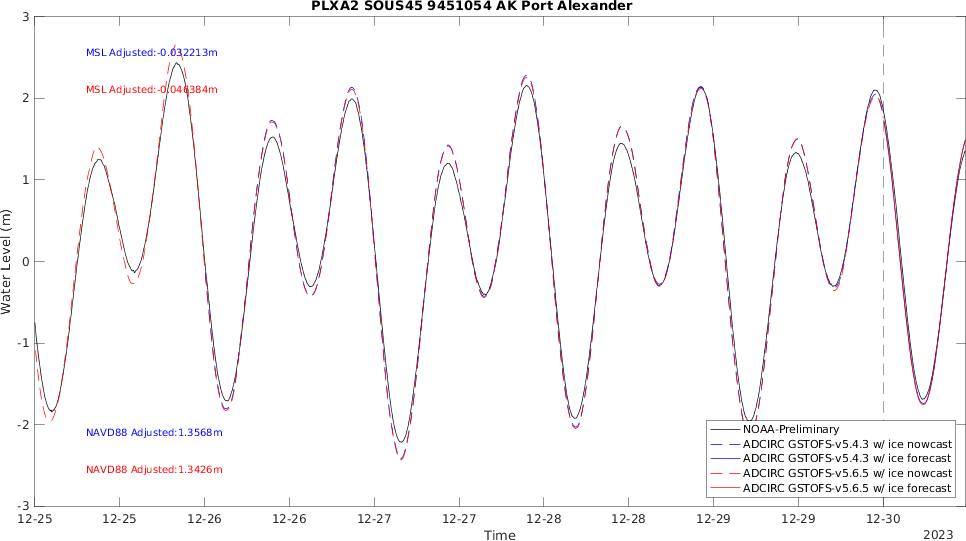 PLXA2 SOUS45 9451054 AK Port Alexander
3
2
1
0
-1
-2
-3
Water Level (m)
MSL Adjusted:-0.032213m
MSL Adjusted:-0.046384m
NAVD88 Adjusted:1.3568m
NAVD88 Adjusted:1.3426m
NOAA-Preliminary
ADCIRC GSTOFS-v5.4.3 w/ ice nowcast
ADCIRC GSTOFS-v5.4.3 w/ ice forecast
ADCIRC GSTOFS-v5.6.5 w/ ice nowcast
ADCIRC GSTOFS-v5.6.5 w/ ice forecast
12-25 12-25 12-26 12-26 12-27 12-27 12-28 12-28 12-29 12-29 12-30
Time
2023